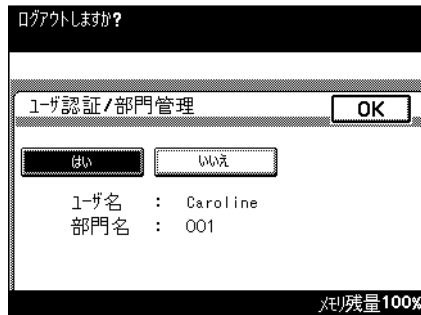 ログアウトしますか?
ユーザ認証/部門管理 OK
はい いいえ
ユーザ名 : Caroline
部門名 : 001
メモリ残量100%